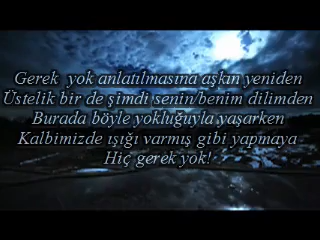 Gerek yok anlatılmasına aşkın yeniden
Üstelik bir de şimdi senin/benim dilimden
Burada böyle yokluğuyla yaşarken
Kalbimizde ışığı varmış gibi yapmaya
Hiç gerek yok!